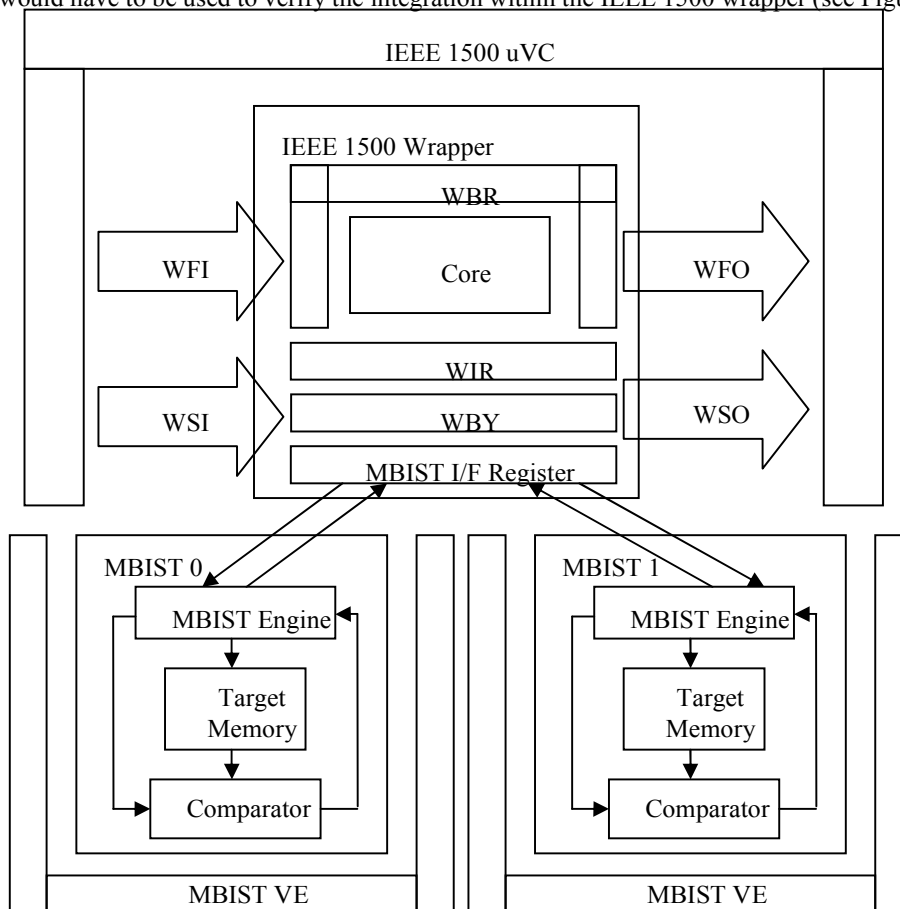 would have to be used to verify the integration within the IEEE 1500 wrapper (see Figu
IEEE 1500 uVC
IEEE 1500 Wrapper
WBR
WFI
Core
WFO
WIR
WSI
WBY
WSO
MBIST I/F Register
MBIST 0
MBIST Engine
Target
Memory
Comparator
MBIST VE
MBIST 1
MBIST Engine
Target
Memory
Comparator
MBIST VE